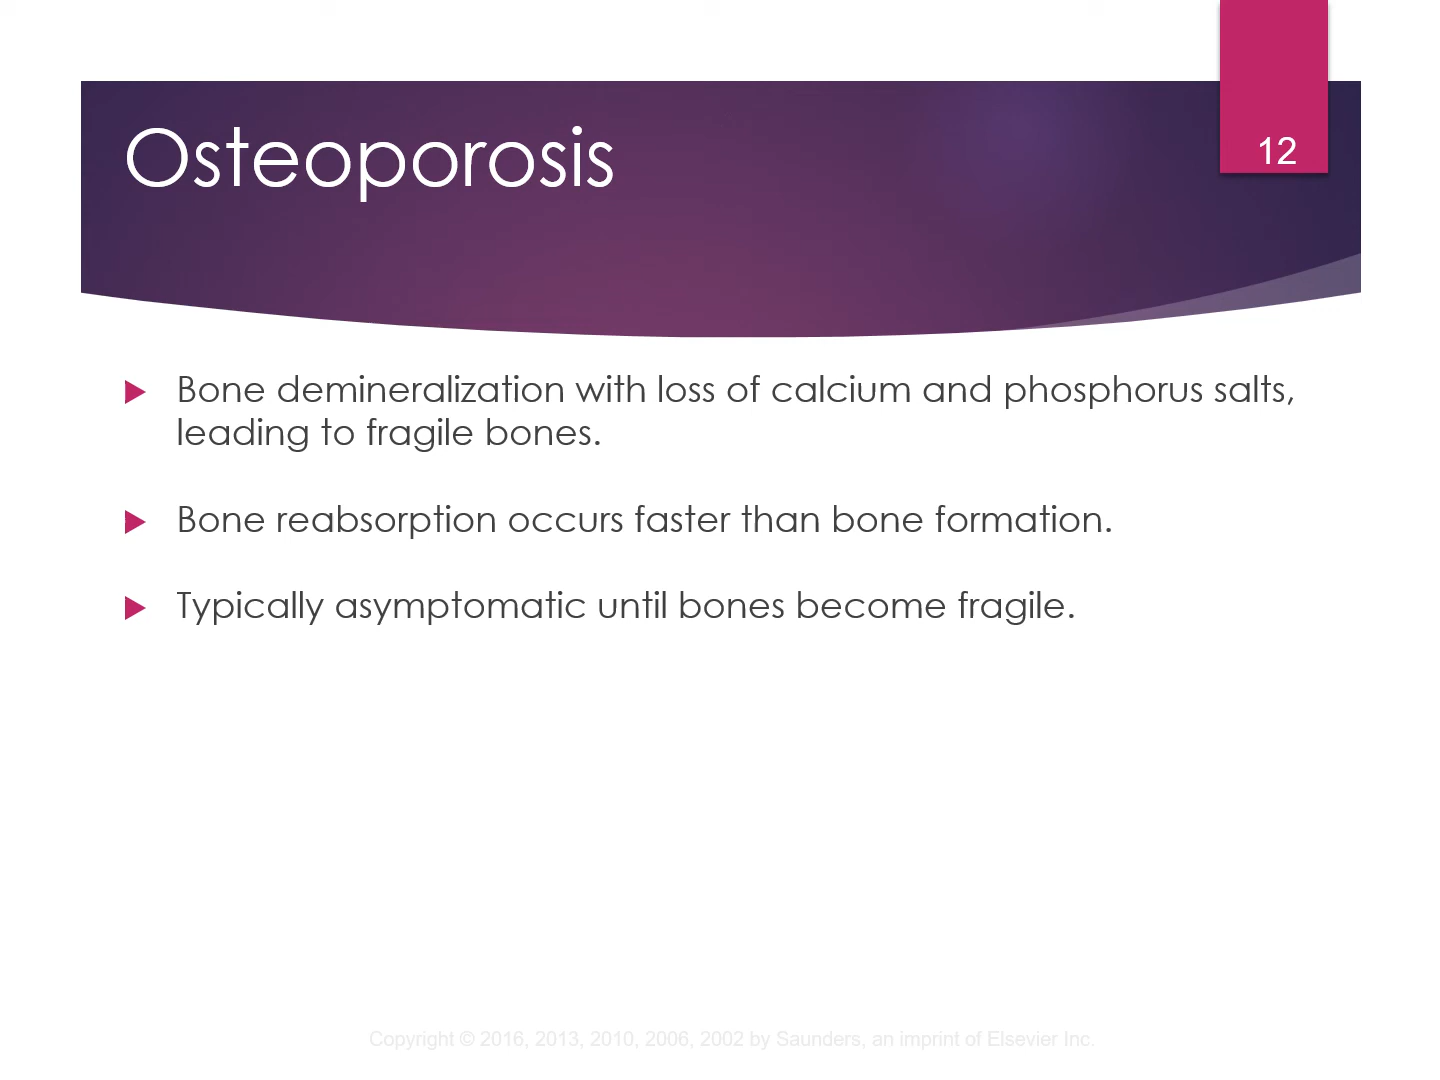 Osteoporosis
12
Bone demineralization with loss of calcium and phosphorus salts,
leading to fragile bones.
Bone reabsorption occurs faster than bone formation.
Typically asymptomatic until bones become fragile.
Copyright © 2016, 2013, 2010, 2006, 2002 by Saunders, an imprint of Elsevier Inc.